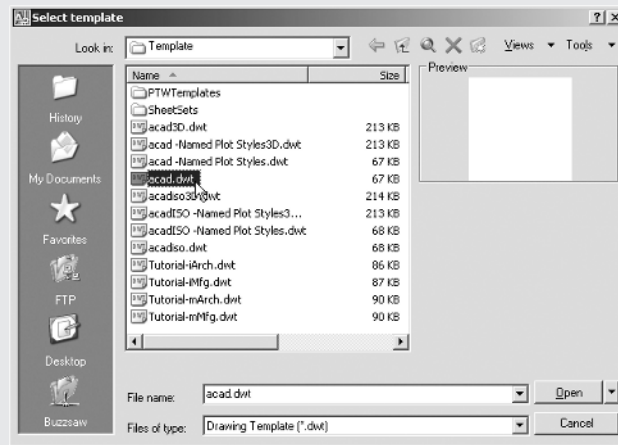 Select template
Look in: Template Views Tools
History
My Documents
Favorites
FTP
Desktop
Buzzsaw
Name Size
PTWTemplates
SheetSets
acad3D.dwt 213 KB
acad -Named Plot Styles3D.dwt 213 KB
acad -Named Plot Styles.dwt 67 KB
acad.dwt 67 KB
acadiso3D.dwt 214 KB
acadISO -Named Plot Styles3... 213 KB
acadISO -Named Plot Styles.dwt 68 KB
acadiso.dwt 68 KB
Tutorial-iArch.dwt 86 KB
Tutorial-iMfg.dwt 87 KB
Tutorial-mArch.dwt 90 KB
Tutorial-mMfg.dwt 90 KB
Preview
File name: acad.dwt Open
Files of type: Drawing Template (*.dwt) Cancel